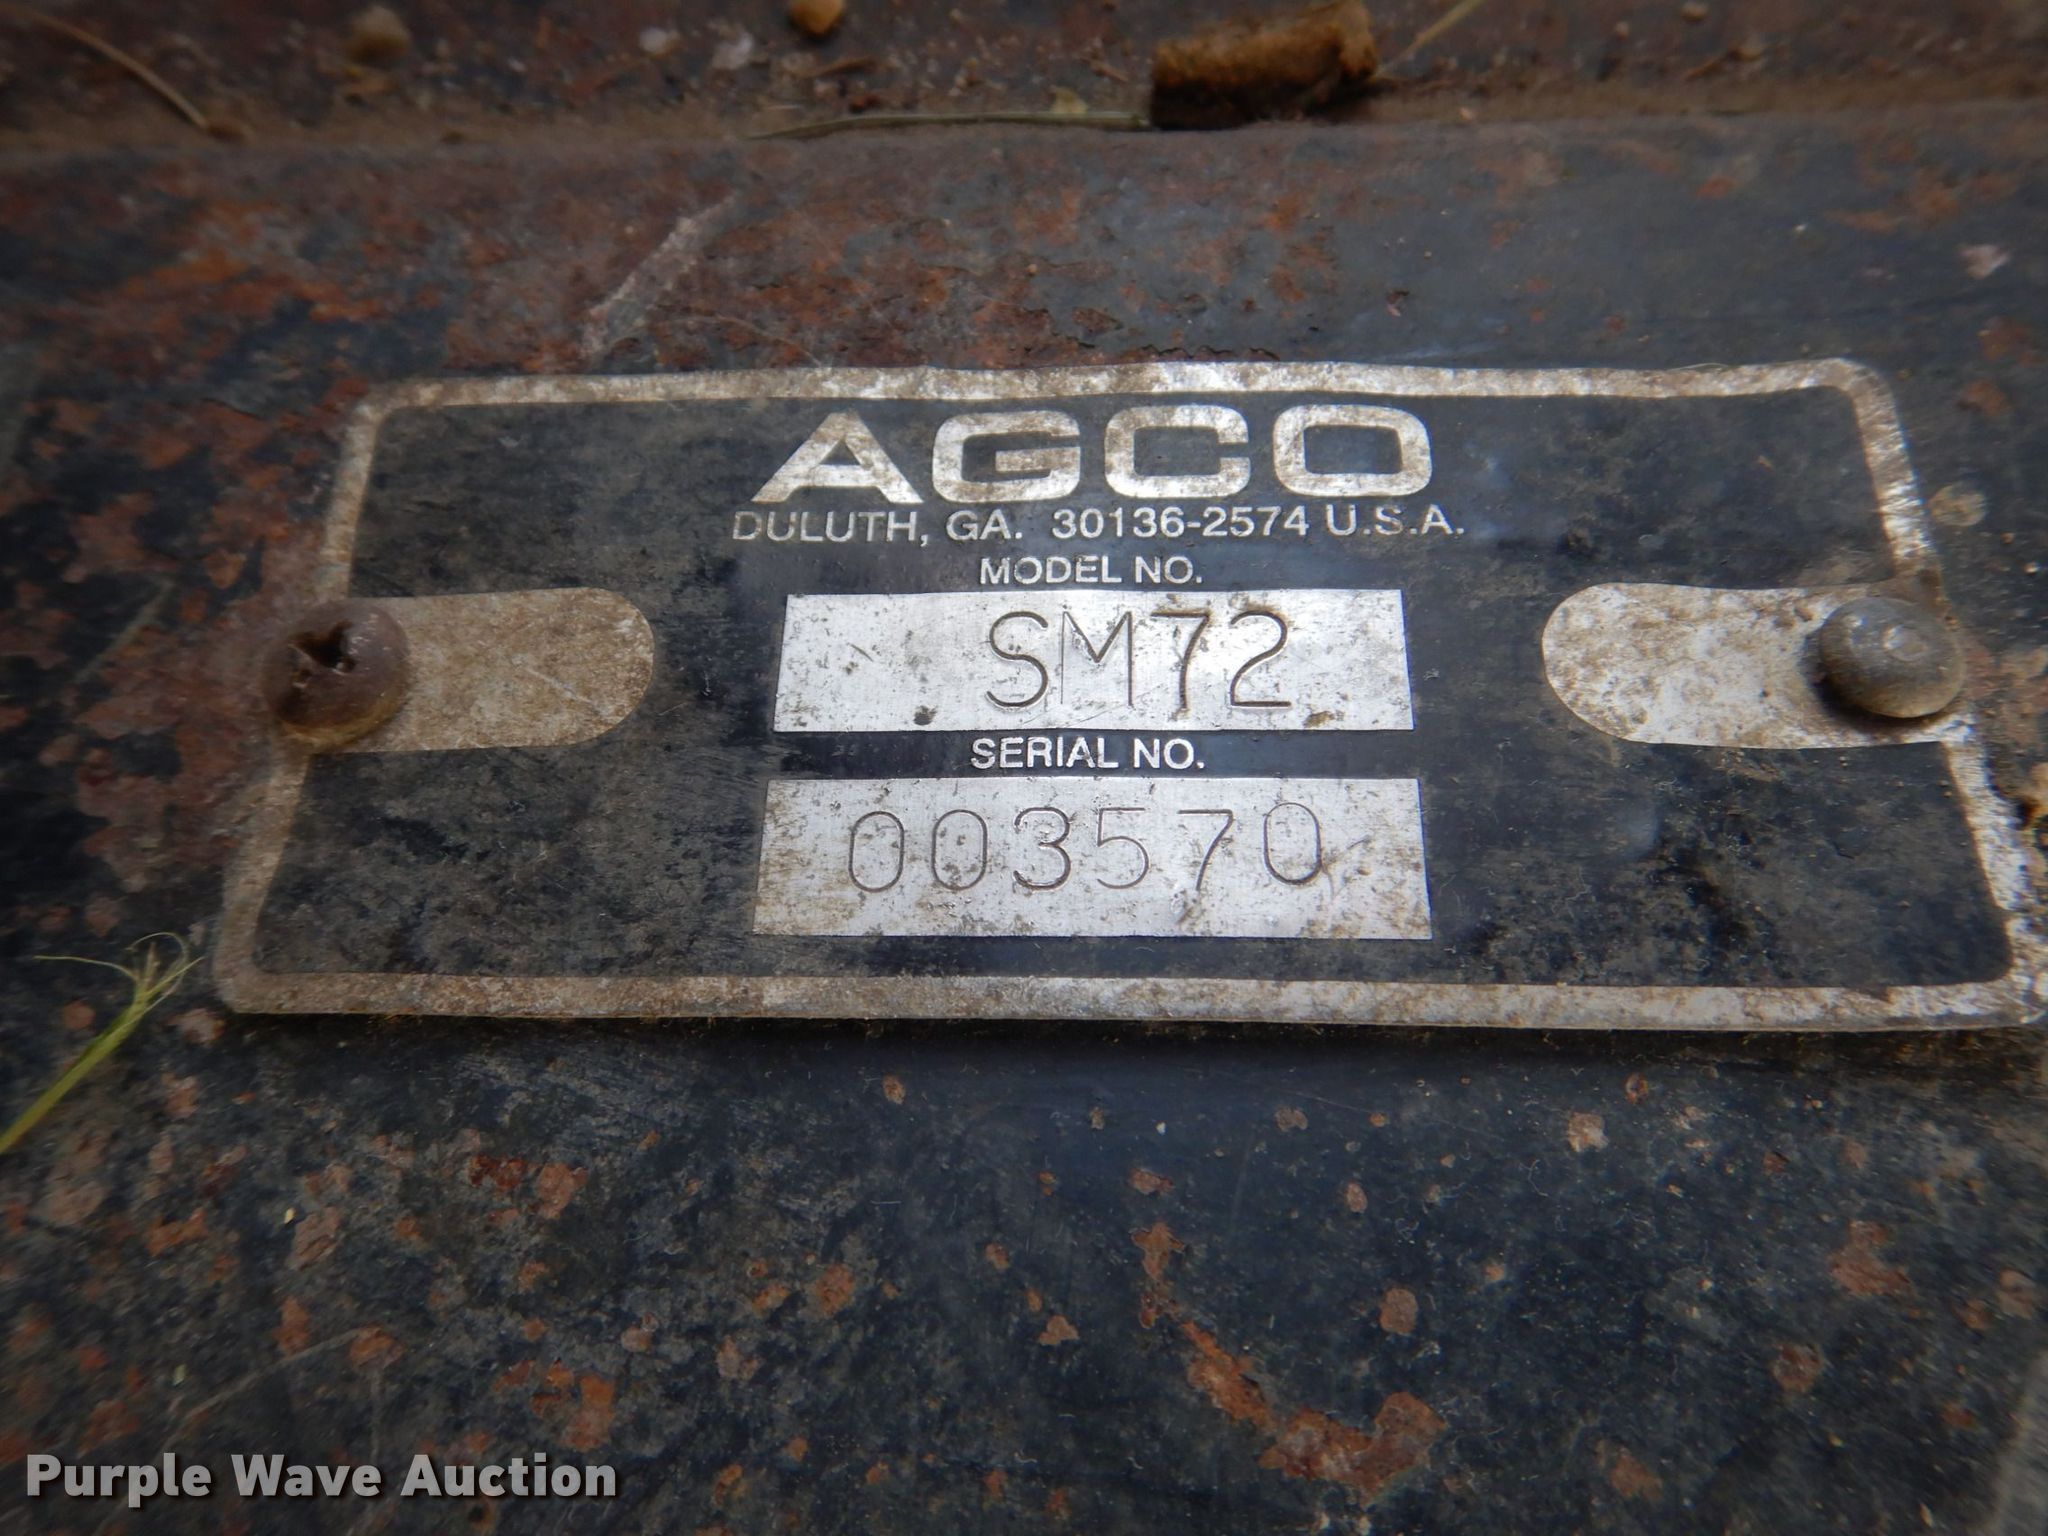 AGCO
DULUTH, GA. 30136-2574 U.S.A.
MODEL NO.
SM72
SERIAL NO.
003570
Purple Wave Auction